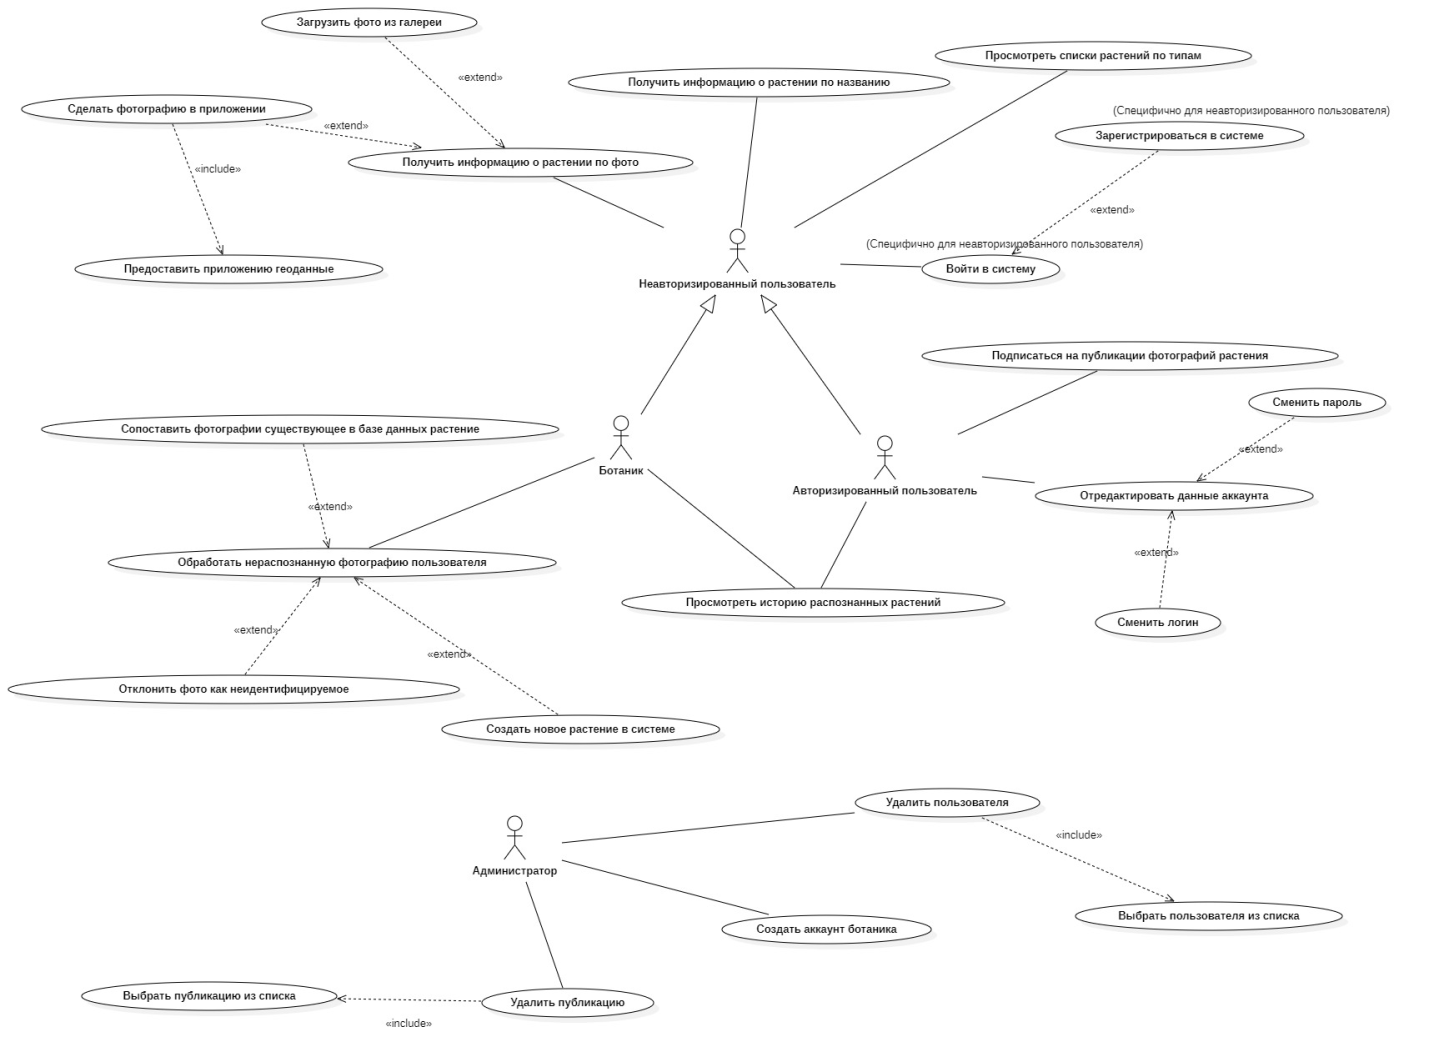 Загрузить фото из галереи
Просмотреть списки растений по типам
«extend»
Получить информацию о растении по названию
Сделать фотографию в приложении
(Специфично для неавторизированного пользователя)
«extend»
Зарегистрироваться в системе
Получить информацию о растении по фото
«include»
«extend»
(Специфично для неавторизированного пользователя)
Предоставить приложению геоданные
Войти в систему
Неавторизированный пользователь
Подписаться на публикации фотографий растения
Сменить пароль
Сопоставить фотографии существующее в базе данных растение
«extend»
Ботаник
Авторизированный пользователь
Отредактировать данные аккаунта
«extend»
«extend»
Обработать нераспознанную фотографию пользователя
Просмотреть историю распознанных растений
Сменить логин
«extend»
«extend»
Отклонить фото как неидентифицируемое
Создать новое растение в системе
Удалить пользователя
«include»
Администратор
Выбрать пользователя из списка
Создать аккаунт ботаника
Выбрать публикацию из списка
Удалить публикацию
«include»